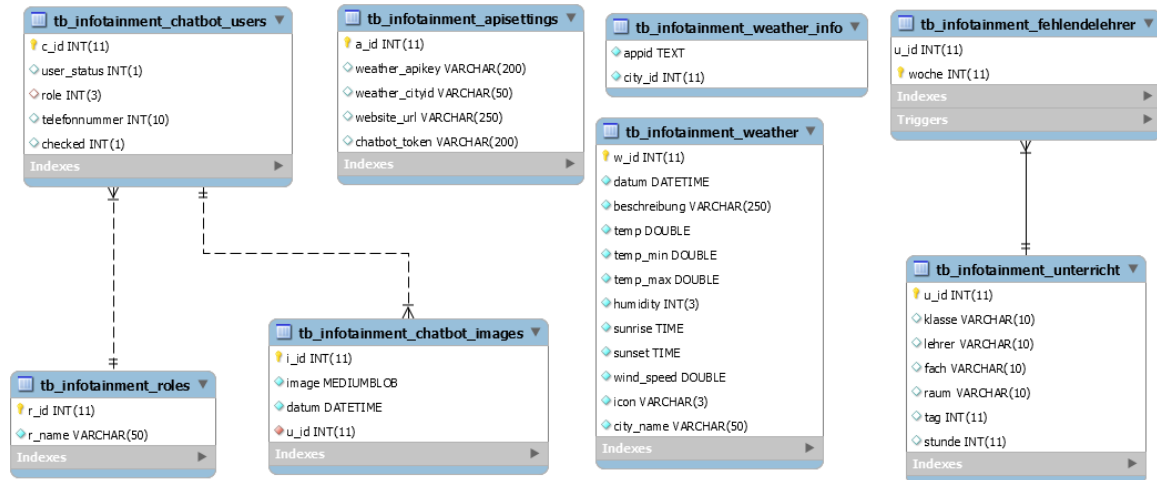 tb_infotainment_chatbot_users
c_id INT(11)
user_status INT(1)
role INT(3)
telefonnummer INT(10)
checked INT(1)
Indexes
tb_infotainment_apisettings
a_id INT(11)
weather_apikey VARCHAR(200)
weather_cityid VARCHAR(50)
website_url VARCHAR(250)
chatbot_token VARCHAR(200)
Indexes
tb_infotainment_weather_info
appid TEXT
city_id INT(11)
tb_infotainment_fehlendelehrer
u_id INT(11)
woche INT(11)
Indexes
Triggers
tb_infotainment_weather
w_id INT(11)
datum DATETIME
beschreibung VARCHAR(250)
temp DOUBLE
temp_min DOUBLE
temp_max DOUBLE
humidity INT(3)
sunrise TIME
sunset TIME
wind_speed DOUBLE
icon VARCHAR(3)
city_name VARCHAR(50)
Indexes
tb_infotainment_unterricht
u_id INT(11)
klasse VARCHAR(10)
lehrer VARCHAR(10)
fach VARCHAR(10)
raum VARCHAR(10)
tag INT(11)
stunde INT(11)
Indexes
tb_infotainment_chatbot_images
i_id INT(11)
image MEDIUMBLOB
datum DATETIME
u_id INT(11)
Indexes
tb_infotainment_roles
r_id INT(11)
r_name VARCHAR(50)
Indexes